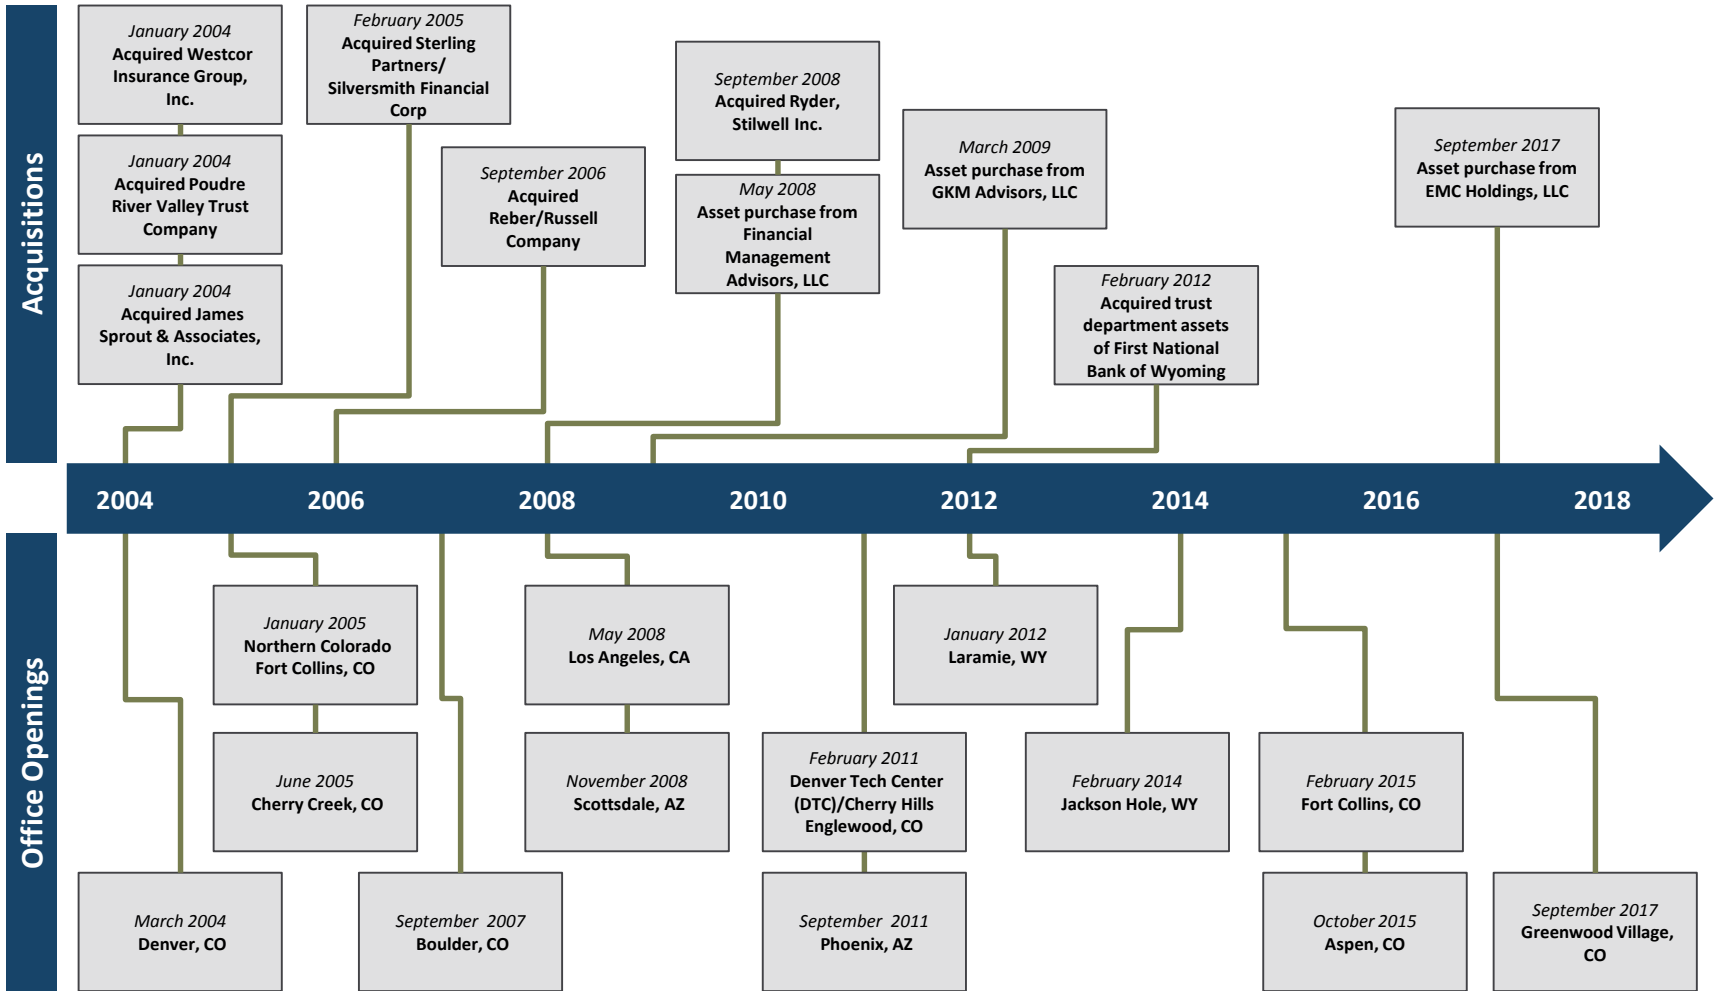 Acquisitions
January 2004
Acquired Westcor
Insurance Group,
Inc.
January 2004
Acquired Poudre
River Valley Trust
Company
January 2004
Acquired James
Sprout & Associates,
Inc.
February 2005
Acquired Sterling
Partners/
Silversmith Financial
Corp
September 2006
Acquired
Reber/Russell
Company
September 2008
Acquired Ryder,
Stilwell Inc.
May 2008
Asset purchase from
Financial
Management
Advisors, LLC
March 2009
Asset purchase from
GKM Advisors, LLC
February 2012
Acquired trust
department assets
of First National
Bank of Wyoming
September 2017
Asset purchase from
EMC Holdings, LLC
2004 2006 2008 2010 2012 2014 2016 2018
Office Openings
March 2004
Denver, CO
January 2005
Northern Colorado
Fort Collins, CO
June 2005
Cherry Creek, CO
September 2007
Boulder, CO
May 2008
Los Angeles, CA
November 2008
Scottsdale, AZ
February 2011
Denver Tech Center
(DTC)/Cherry Hills
Englewood, CO
September 2011
Phoenix, AZ
January 2012
Laramie, WY
February 2014
Jackson Hole, WY
February 2015
Fort Collins, CO
October 2015
Aspen, CO
September 2017
Greenwood Village,
CO